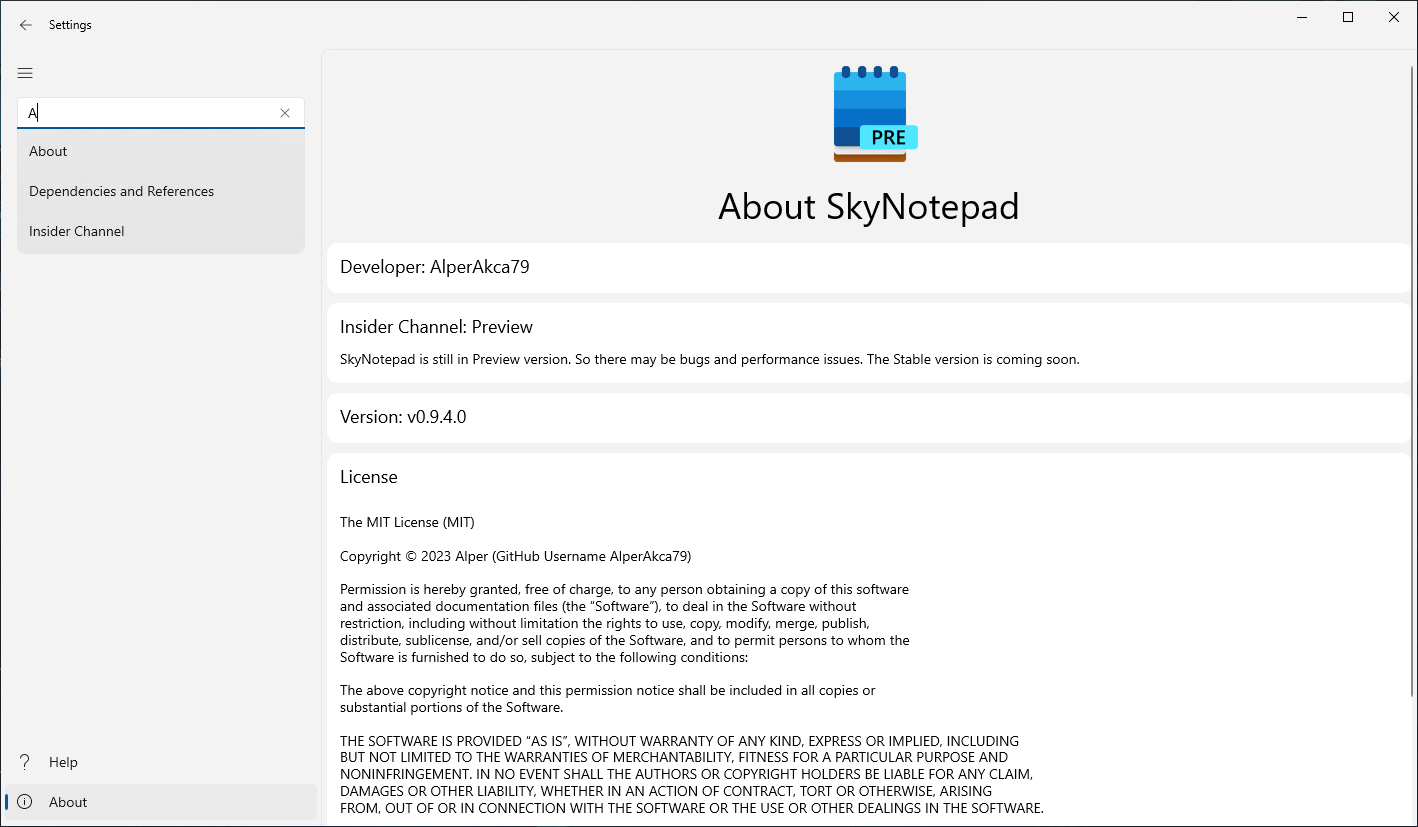 Settings
A
About
Dependencies and References
Insider Channel
Help
About
PRE
About SkyNotepad
Developer: AlperAkca79
Insider Channel: Preview
SkyNotepad is still in Preview version. So there may be bugs and performance issues. The Stable version is coming soon.
Version: v0.9.4.0
License
The MIT License (MIT)
Copyright © 2023 Alper (GitHub Username AlperAkca79)
Permission is hereby granted, free of charge, to any person obtaining a copy of this software
and associated documentation files (the “Software”), to deal in the Software without
restriction, including without limitation the rights to use, copy, modify, merge, publish,
distribute, sublicense, and/or sell copies of the Software, and to permit persons to whom the
Software is furnished to do so, subject to the following conditions:
The above copyright notice and this permission notice shall be included in all copies or
substantial portions of the Software.
THE SOFTWARE IS PROVIDED “AS IS”, WITHOUT WARRANTY OF ANY KIND, EXPRESS OR IMPLIED, INCLUDING
BUT NOT LIMITED TO THE WARRANTIES OF MERCHANTABILITY, FITNESS FOR A PARTICULAR PURPOSE AND
NONINFRINGEMENT. IN NO EVENT SHALL THE AUTHORS OR COPYRIGHT HOLDERS BE LIABLE FOR ANY CLAIM,
DAMAGES OR OTHER LIABILITY, WHETHER IN AN ACTION OF CONTRACT, TORT OR OTHERWISE, ARISING
FROM, OUT OF OR IN CONNECTION WITH THE SOFTWARE OR THE USE OR OTHER DEALINGS IN THE SOFTWARE.